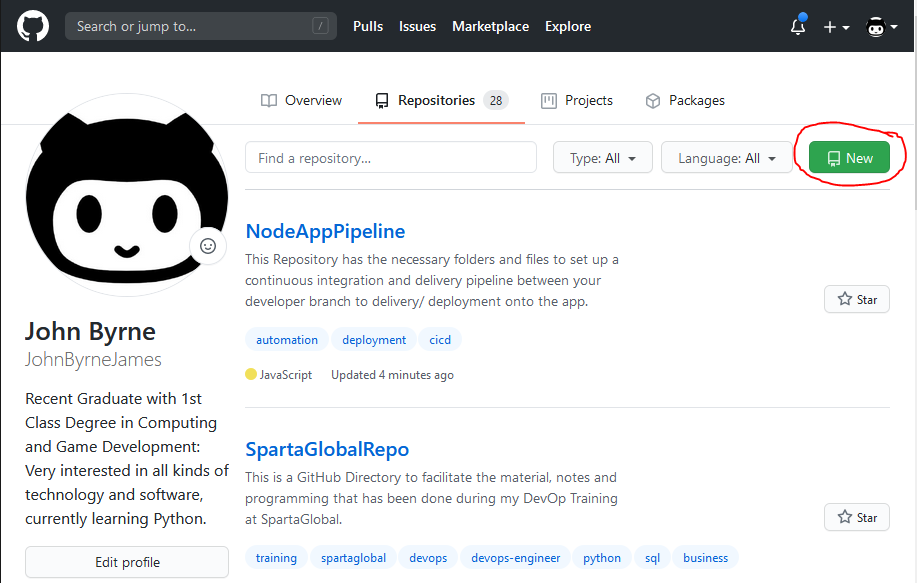 Search or jump to... /
Pulls Issues Marketplace Explore
Overview Repositories 28 Projects Packages
Find a repository... Type: All Language: All New
NodeAppPipeline
This Repository has the necessary folders and files to set up a
continuous integration and delivery pipeline between your
developer branch to delivery/ deployment onto the app.
Star
automation deployment cicd
JavaScript Updated 4 minutes ago
John Byrne
JohnByrneJames
Recent Graduate with 1st
Class Degree in Computing
and Game Development:
Very interested in all kinds of
technology and software,
currently learning Python.
Edit profile
SpartaGlobalRepo
This is a GitHub Directory to facilitate the material, notes and
programming that has been done during my DevOp Training
at SpartaGlobal.
Star
training spartaglobal devops devops-engineer python sql business